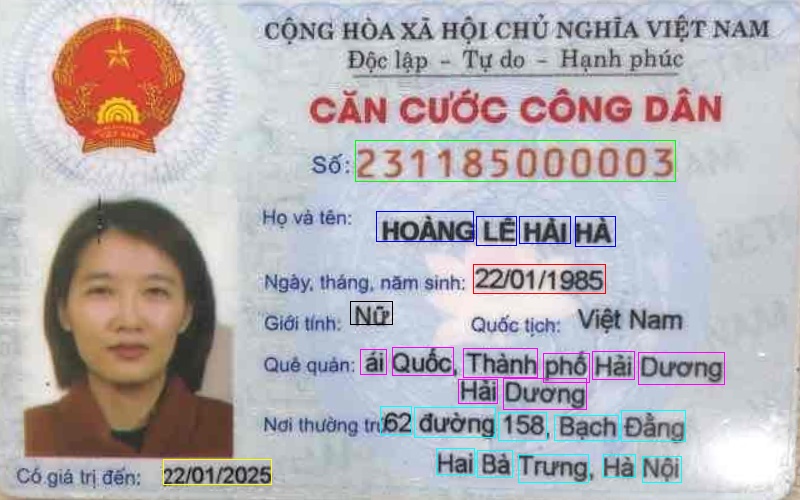 CỘNG HÒA XÃ HỘI CHỦ NGHĨA VIỆT NAM
Độc lập - Tự do - Hạnh phúc
CĂN CƯỚC CÔNG DÂN
Số: 231185000003
Họ và tên: HOÀNG LÊ HẢI HÀ
Ngày, tháng, năm sinh: 22/01/1985
Giới tính: Nữ Quốc tịch: Việt Nam
Quê quán: ái Quốc, Thành phố Hải Dương
Hải Dương
Nơi thường trú: 62 đường 158, Bạch Đằng
Hai Bà Trưng, Hà Nội
Có giá trị đến: 22/01/2025